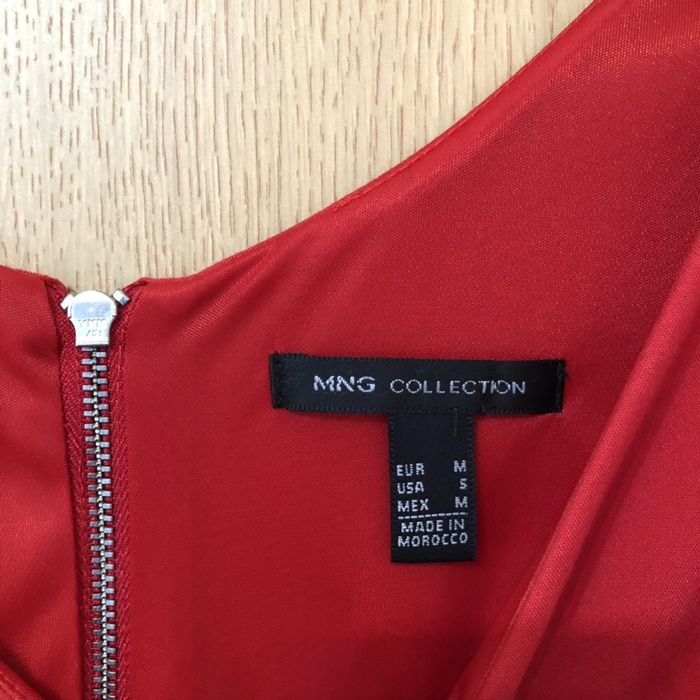 MNG COLLECTION
EUR M
USA S
MEX M
MADE IN
MOROCCO